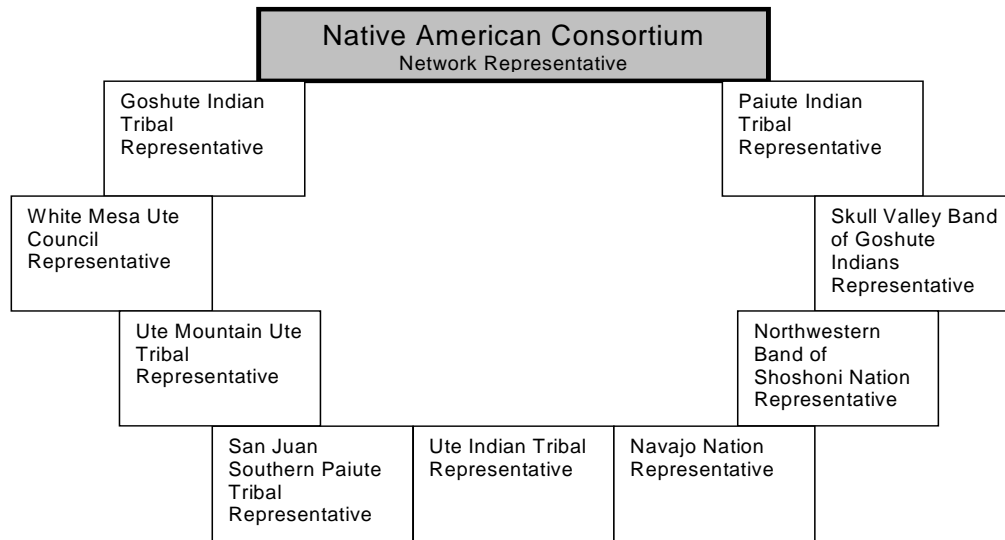 Native American Consortium
Network Representative
Goshute Indian
Tribal
Representative
Paiute Indian
Tribal
Representative
White Mesa Ute
Council
Representative
Skull Valley Band
of Goshute
Indians
Representative
Ute Mountain Ute
Tribal
Representative
Northwestern
Band of
Shoshoni Nation
Representative
San Juan
Southern Paiute
Tribal
Representative
Ute Indian Tribal
Representative
Navajo Nation
Representative